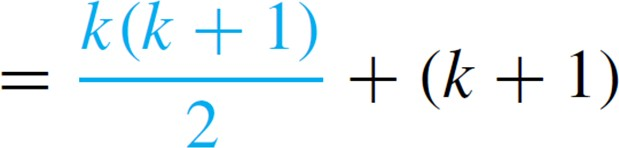 = k(k + 1)/2 + (k + 1)